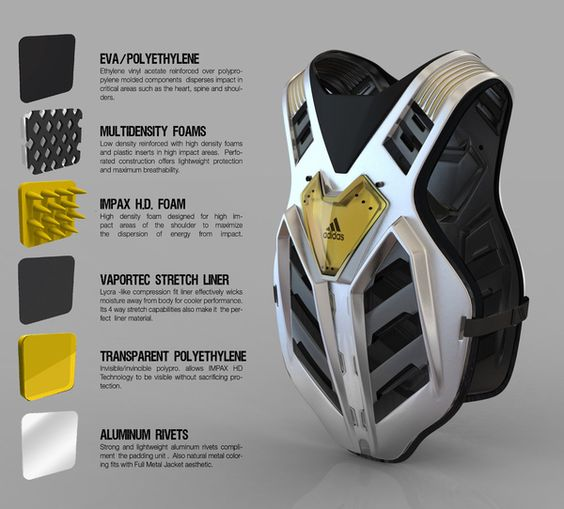 EVA/POLYETHYLENE
Ethylene vinyl acetate reinforced over polypro-
pylene molded components disperses impact in
critical areas such as the heart, spine and shoul-
ders.
MULTIDENSITY FOAMS
Low density reinforced with high density foams
and plastic inserts in high impact areas. Perfo-
rated construction offers lightweight protection
and maximum breathability.
IMPAX H.D. FOAM
High density foam designed for high im-
pact areas of the shoulder to maximize
the dispersion of energy from impact.
VAPORTEC STRETCH LINER
Lycra -like compression fit liner effectively wicks
moisture away from body for cooler performance.
Its 4 way stretch capabilities also make it the per-
fect liner material.
TRANSPARENT POLYETHYLENE
Invisible/invincible polypro. allows IMPAX HD
Technology to be visible without sacrificing pro-
tection.
ALUMINUM RIVETS
Strong and lightweight aluminum rivets compli-
ment the padding unit . Also natural metal color-
ing fits with Full Metal Jacket aesthetic.
adidas